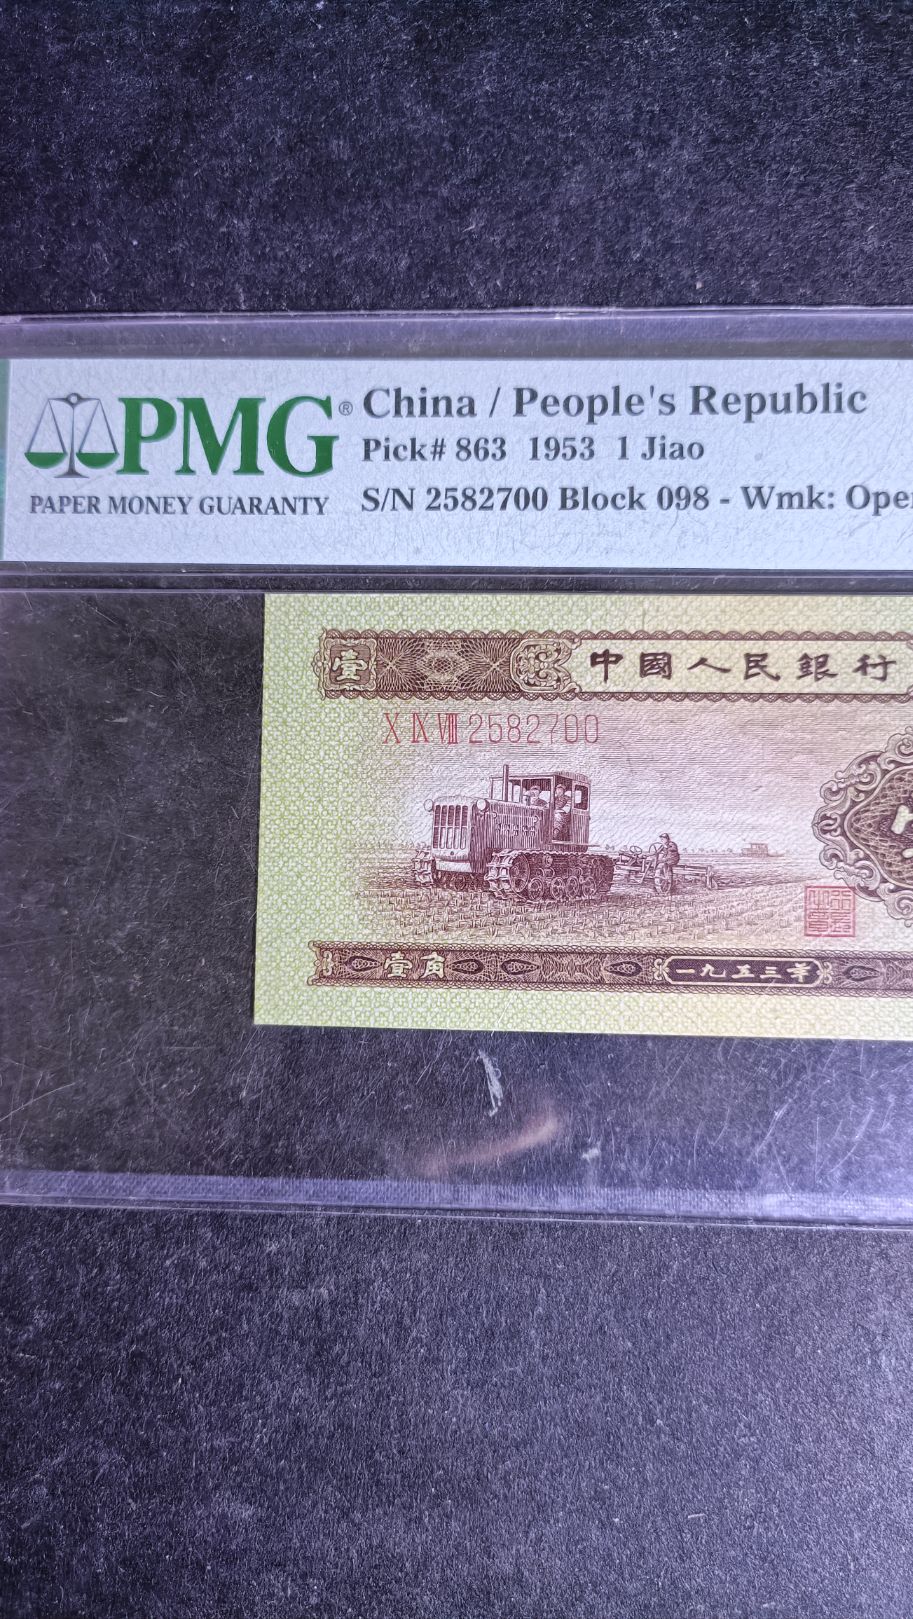 PMG®
PAPER MONEY GUARANTY
China / People's Republic
Pick# 863 1953 1 Jiao
S/N 2582700 Block 098 - Wmk: Ope
壹
中國人民銀行
X IX VIII 2582700
壹角
一九五三年